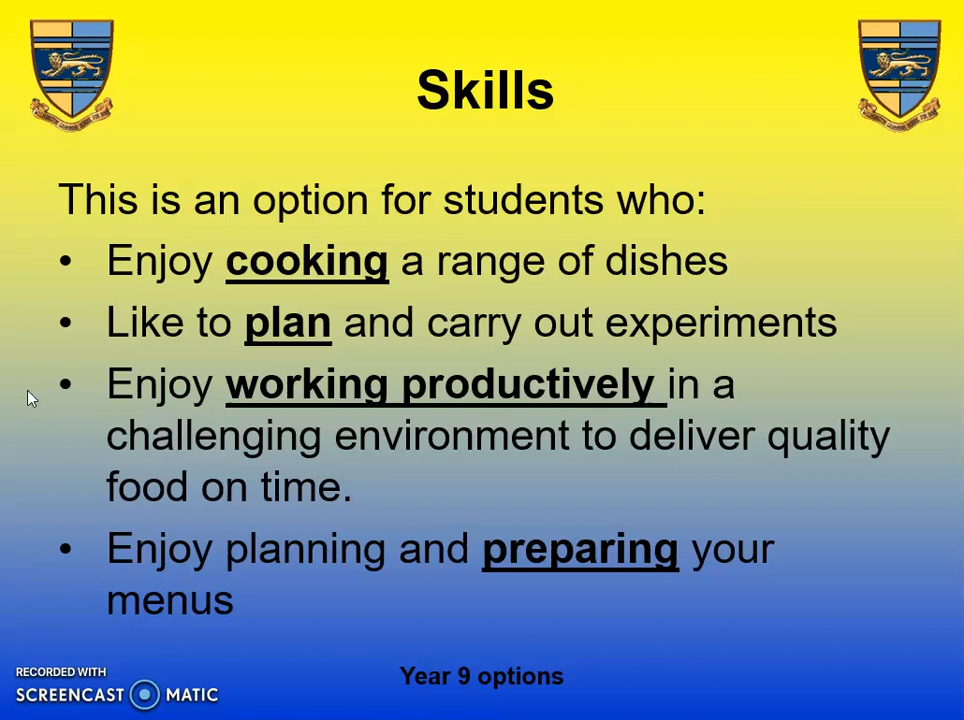 Skills
This is an option for students who:
• Enjoy cooking a range of dishes
• Like to plan and carry out experiments
• Enjoy working productively in a
challenging environment to deliver quality
food on time.
• Enjoy planning and preparing your
menus
Year 9 options
RECORDED WITH
SCREENCAST MATIC